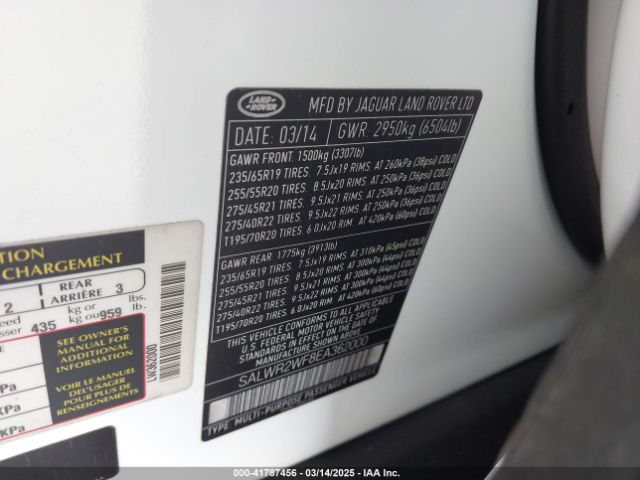 LAND
ROVER
MFD BY JAGUAR LAND ROVER LTD
DATE: 03/14 GWR: 2950kg (6504lb)
GAWR FRONT: 1500kg (3307lb)
235/65R19 TIRES. 7.5Jx19 RIMS, AT 260kPA (38psi) COLD
255/55R20 TIRES. 8.5Jx20 RIMS, AT 250kPA (36psi) COLD
275/45R21 TIRES. 9.5Jx21 RIMS, AT 250kPA (36psi) COLD
275/40R22 TIRES. 9.5Jx22 RIMS, AT 250kPA (36psi) COLD
T195/70R20 TIRES. 6.0Jx20 RIMS, AT 420kPA (60psi) COLD
GAWR REAR 1775kg (3913lb)
235/65R19 TIRES. 7.5Jx19 RIMS, AT 310kPA (45psi) COLD
255/55R20 TIRES. 8.5Jx20 RIMS, AT 300kPA (44psi) COLD
275/45R21 TIRES. 9.5Jx21 RIMS, AT 300kPA (44psi) COLD
275/40R22 TIRES. 9.5Jx22 RIMS, AT 300kPA (44psi) COLD
T195/70R20 TIRES. 6.0Jx20 RIMS, AT 420kPA (60psi) COLD
THIS VEHICLE CONFORMS TO ALL APPLICABLE
U.S. FEDERAL MOTOR VEHICLE SAFETY
STANDARDS IN EFFECT ON THE DATE OF
MANUFACTURE SHOWN ABOVE
SALWR2WF8EA362000
TYPE: MULTI-PURPOSE PASSENGER VEHICLE
CHARGEMENT
2 REAR
ARRIÈRE 3
435 kg or
kg ou 959 lbs.
lb.
SEE OWNER'S
MANUAL FOR
ADDITIONAL
INFORMATION
VOIR LE MANUEL
DE L'USAGER
POUR PLUS DE
RENSEIGNEMENTS
kPa
KPA
LW362000
000-41787456 - 03/14/2025 - IAA Inc.